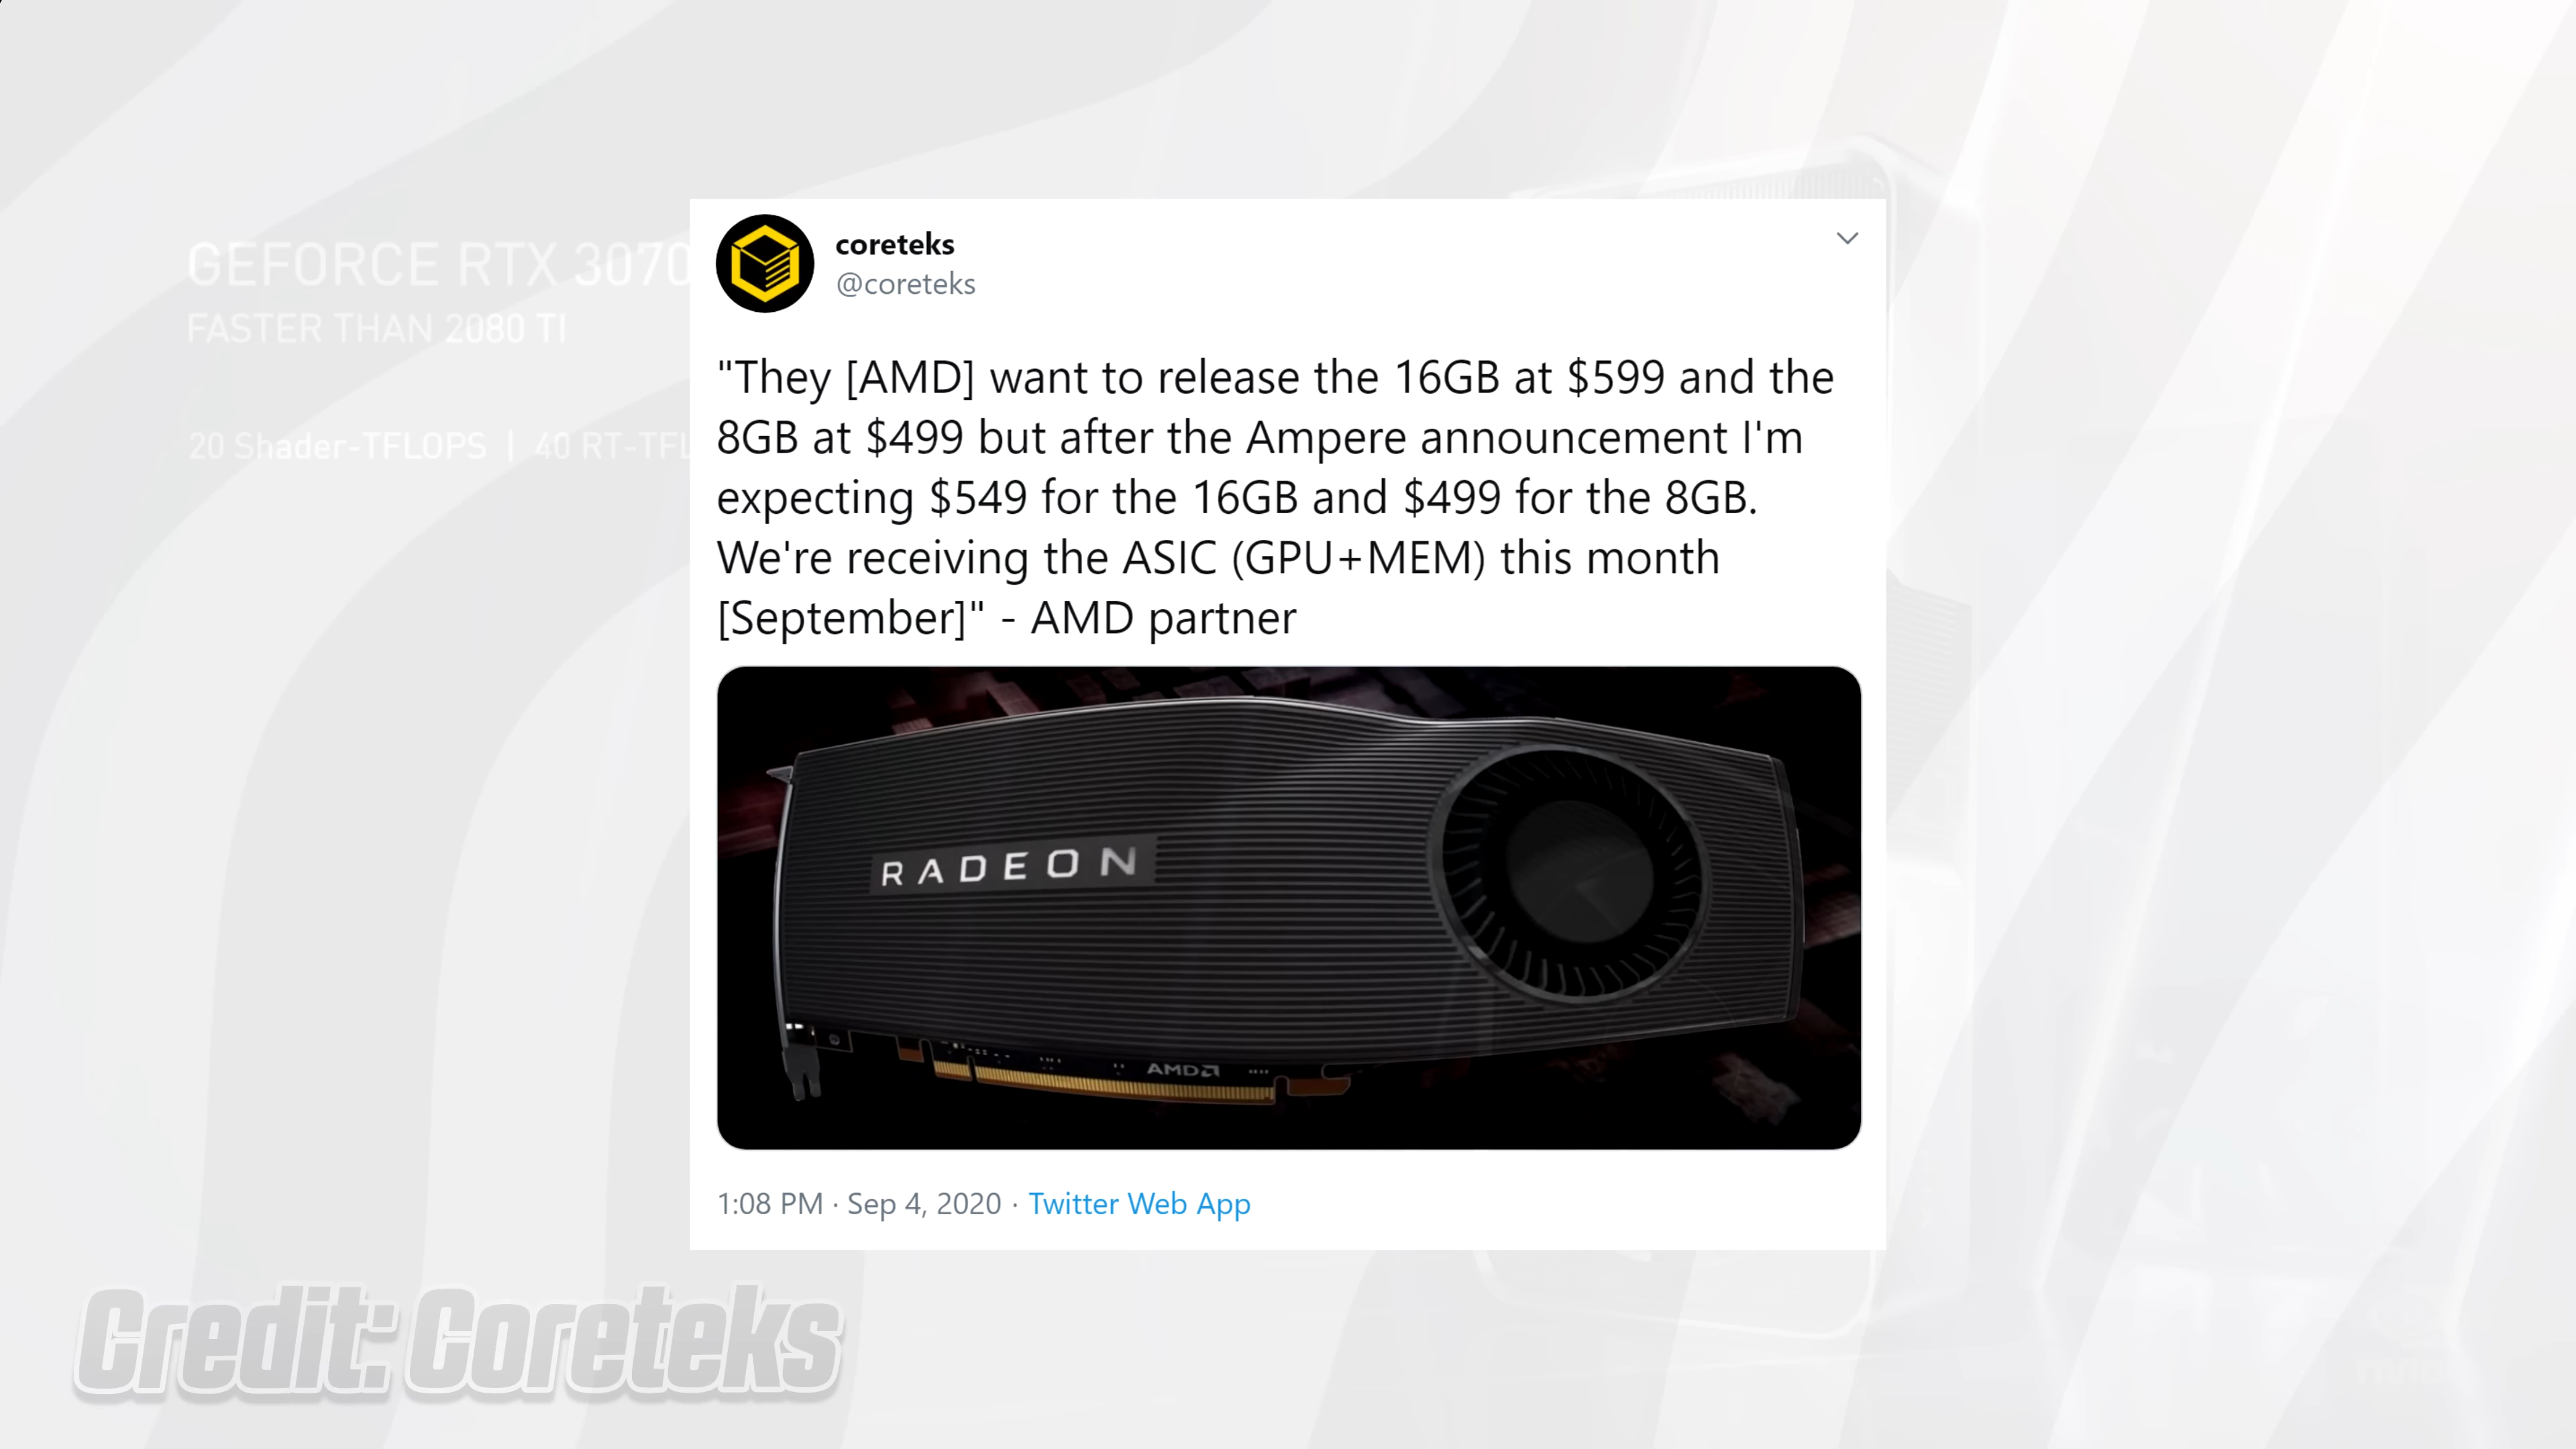 GEFORCE RTX 3070
FASTER THAN 2080 TI
20 Shader-TFLOPS | 40 RT-TFL
coreteks
@coreteks
"They [AMD] want to release the 16GB at $599 and the
8GB at $499 but after the Ampere announcement I'm
expecting $549 for the 16GB and $499 for the 8GB.
We're receiving the ASIC (GPU+MEM) this month
[September]" - AMD partner
RADEON
AMD
1:08 PM · Sep 4, 2020 · Twitter Web App
Credit: Coreteks